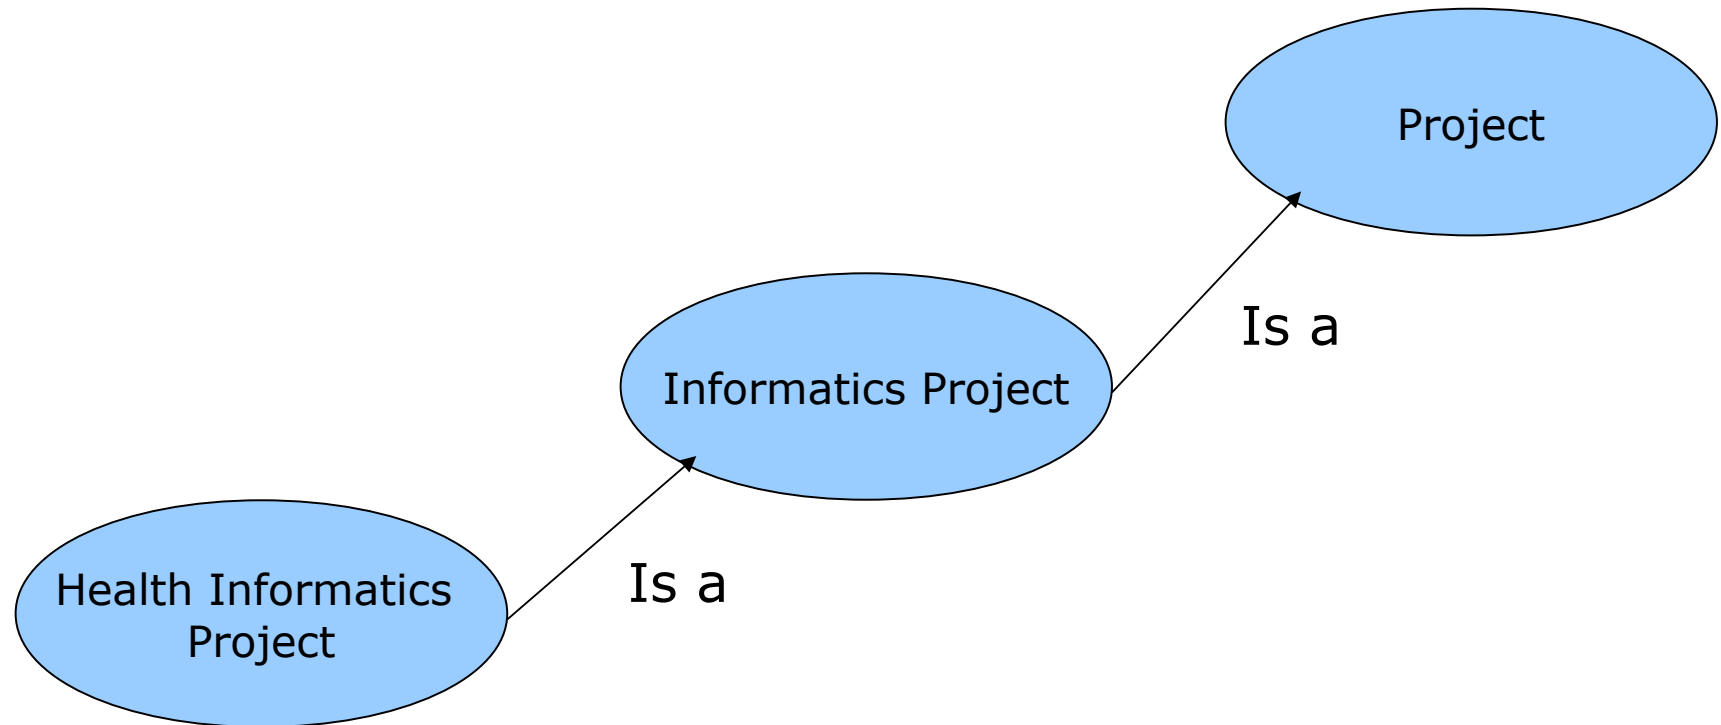 Project
Is a
Informatics Project
Is a
Health Informatics
Project